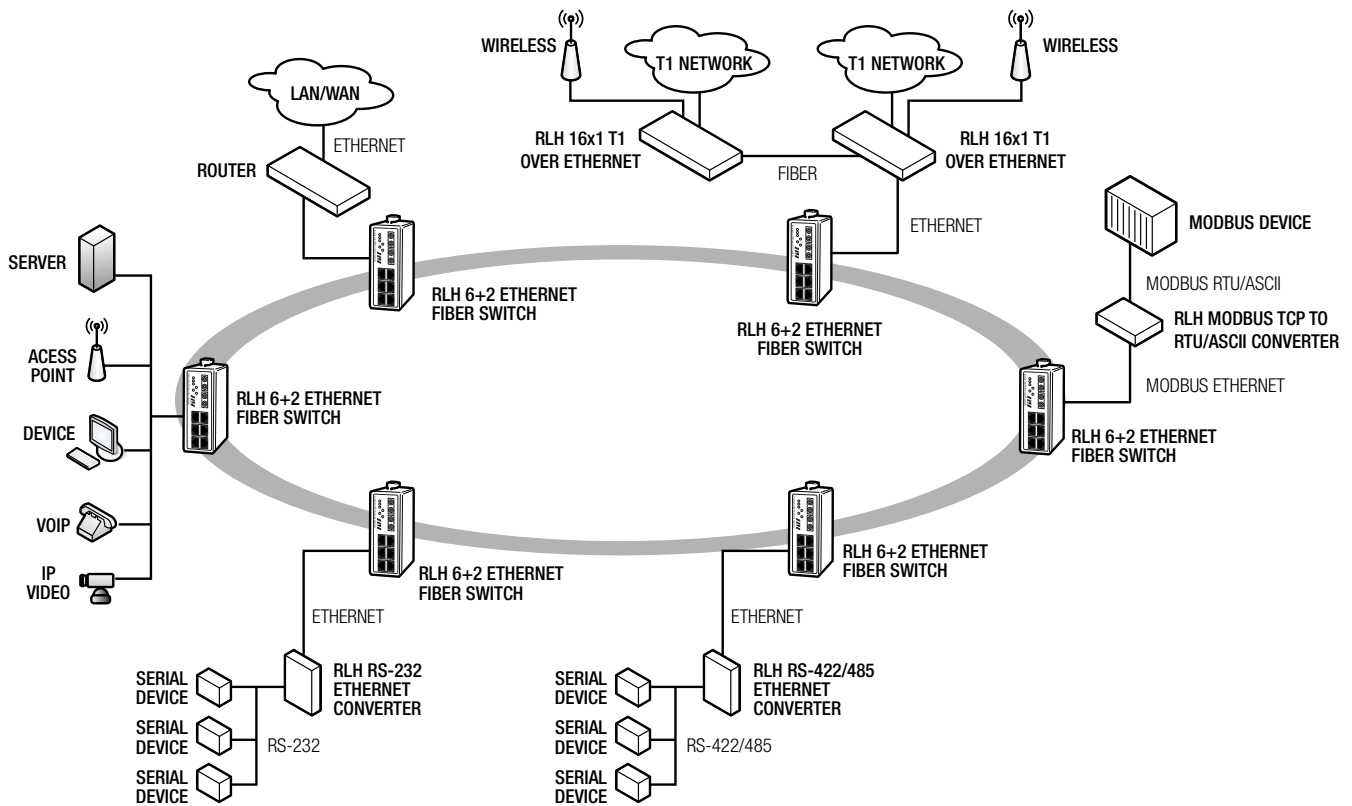 WIRELESS
T1 NETWORK
T1 NETWORK
WIRELESS
LAN/WAN
ETHERNET
ROUTER
RLH 16x1 T1
OVER ETHERNET
FIBER
RLH 16x1 T1
OVER ETHERNET
ETHERNET
MODBUS DEVICE
SERVER
RLH 6+2 ETHERNET
FIBER SWITCH
RLH 6+2 ETHERNET
FIBER SWITCH
MODBUS RTU/ASCII
RLH MODBUS TCP TO
RTU/ASCII CONVERTER
MODBUS ETHERNET
ACESS
POINT
RLH 6+2 ETHERNET
FIBER SWITCH
RLH 6+2 ETHERNET
FIBER SWITCH
DEVICE
VOIP
IP
VIDEO
RLH 6+2 ETHERNET
FIBER SWITCH
RLH 6+2 ETHERNET
FIBER SWITCH
ETHERNET
ETHERNET
SERIAL
DEVICE
RLH RS-232
ETHERNET
CONVERTER
SERIAL
DEVICE
RS-232
SERIAL
DEVICE
SERIAL
DEVICE
RLH RS-422/485
ETHERNET
CONVERTER
SERIAL
DEVICE
RS-422/485
SERIAL
DEVICE